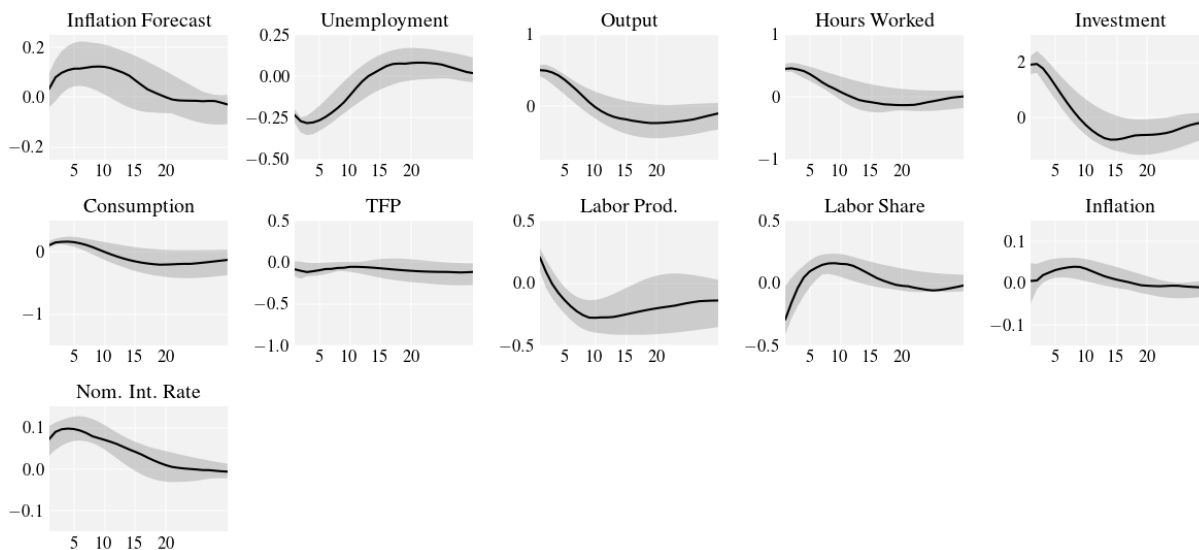 Inflation Forecast
0.2
0.0
−0.2
5 10 15 20
Unemployment
0.25
0.00
−0.25
−0.50
5 10 15 20
Output
1
0
5 10 15 20
Hours Worked
1
0
−1
5 10 15 20
Investment
2
0
5 10 15 20
Consumption
0
−1
5 10 15 20
TFP
0.5
0.0
−0.5
−1.0
5 10 15 20
Labor Prod.
0.5
0.0
−0.5
5 10 15 20
Labor Share
0.5
0.0
−0.5
5 10 15 20
Inflation
0.1
0.0
−0.1
5 10 15 20
Nom. Int. Rate
0.1
0.0
−0.1
5 10 15 20